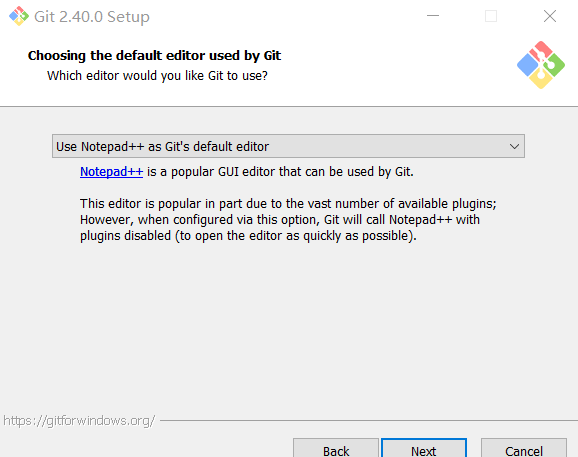 Git 2.40.0 Setup
Choosing the default editor used by Git
Which editor would you like Git to use?
Use Notepad++ as Git's default editor
Notepad++ is a popular GUI editor that can be used by Git.
This editor is popular in part due to the vast number of available plugins;
However, when configured via this option, Git will call Notepad++ with
plugins disabled (to open the editor as quickly as possible).
https://gitforwindows.org/
Back
Next
Cancel